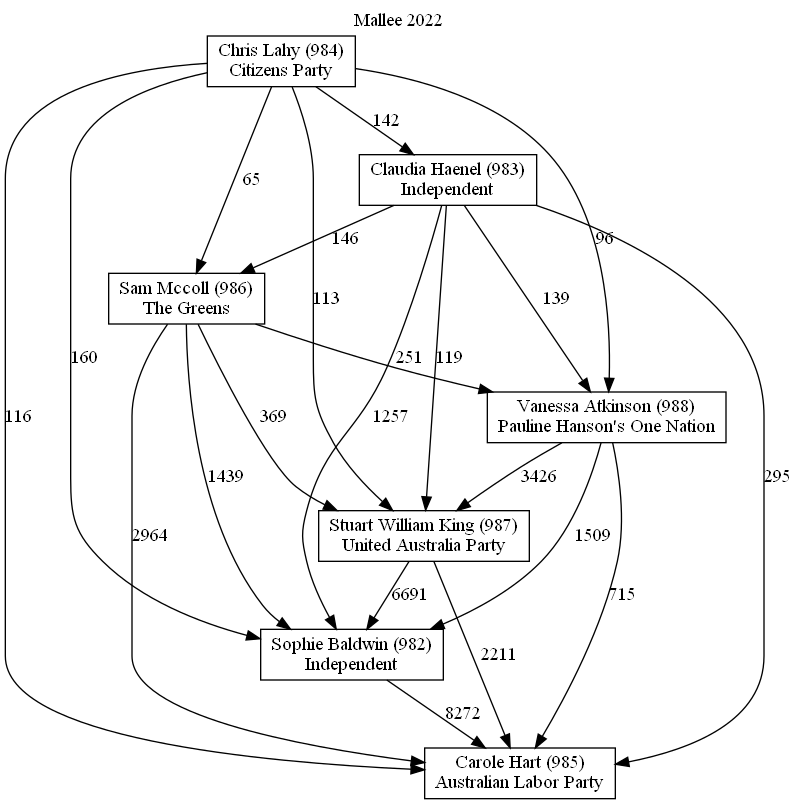 Mallee 2022
Chris Lahy (984)
Citizens Party
142
Claudia Haenel (983)
Independent
65
146
96
Sam Mccoll (986)
The Greens
113
139
160
251
119
Vanessa Atkinson (988)
Pauline Hanson's One Nation
116
369
1257
1439
3426
295
Stuart William King (987)
United Australia Party
2964
1509
6691
715
Sophie Baldwin (982)
Independent
2211
8272
Carole Hart (985)
Australian Labor Party